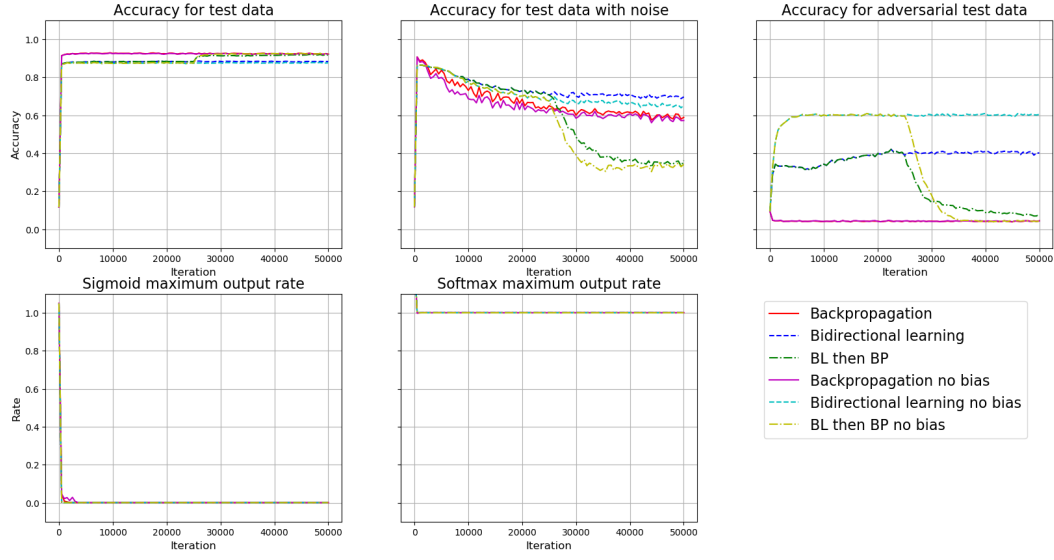 Accuracy for test data
1.0
0.8
0.6
0.4
0.2
0.0
Accuracy
0 10000 20000 30000 40000 50000
Iteration
Accuracy for test data with noise
0 10000 20000 30000 40000 50000
Iteration
Accuracy for adversarial test data
0 10000 20000 30000 40000 50000
Iteration
Sigmoid maximum output rate
1.0
0.8
0.6
0.4
0.2
0.0
Rate
0 10000 20000 30000 40000 50000
Iteration
Softmax maximum output rate
0 10000 20000 30000 40000 50000
Iteration
Backpropagation
Bidirectional learning
BL then BP
Backpropagation no bias
Bidirectional learning no bias
BL then BP no bias